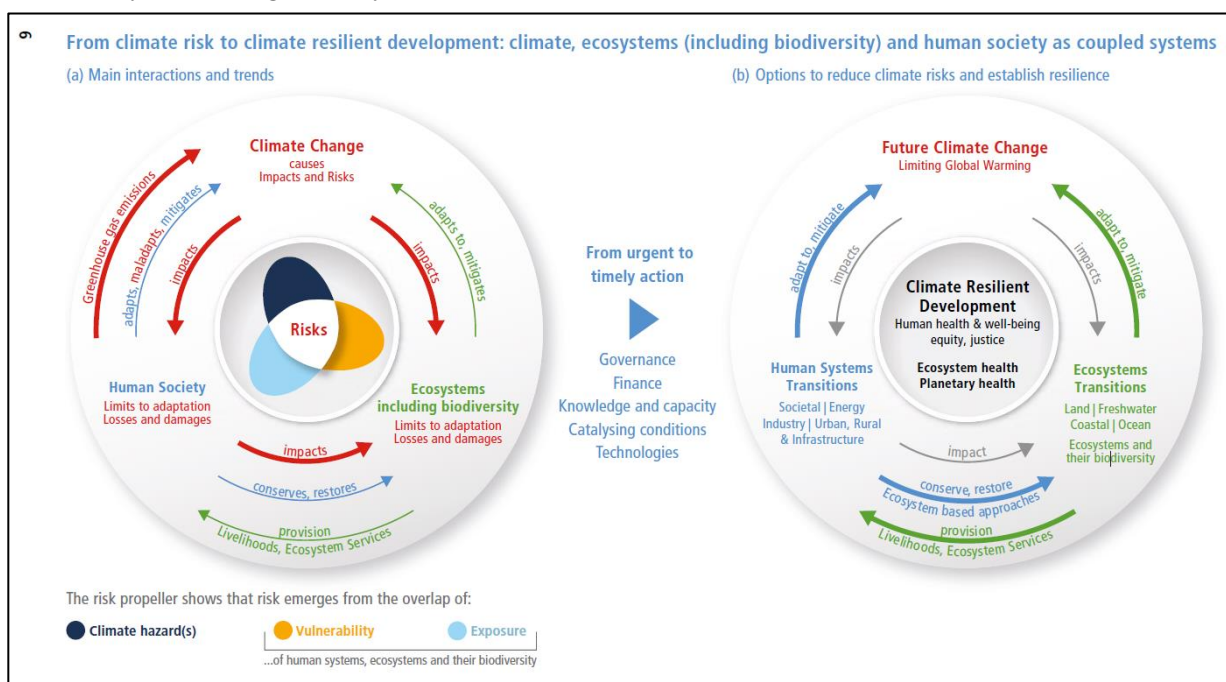 9
From climate risk to climate resilient development: climate, ecosystems (including biodiversity) and human society as coupled systems
(a) Main interactions and trends
(b) Options to reduce climate risks and establish resilience
Climate Change
causes
Impacts and Risks
Greenhouse gas emissions
adapts, maladapts, mitigates
impacts
impacts
adapts to, mitigates
Risks
Human Society
Limits to adaptation
Losses and damages
Ecosystems
including biodiversity
Limits to adaptation
Losses and damages
impacts
conserves, restores
provision
Livelihoods, Ecosystem Services
From urgent to
timely action
Governance
Finance
Knowledge and capacity
Catalysing conditions
Technologies
Future Climate Change
Limiting Global Warming
adapt to, mitigate
impacts
impacts
adapt to, mitigate
Climate Resilient
Development
Human health & well-being
equity, justice
Ecosystem health
Planetary health
Human Systems
Transitions
Societal | Energy
Industry | Urban, Rural
& Infrastructure
Ecosystems
Transitions
Land | Freshwater
Coastal | Ocean
Ecosystems and
their biodiversity
impact
conserve, restore
Ecosystem based approaches
provision
Livelihoods, Ecosystem Services
The risk propeller shows that risk emerges from the overlap of:
Climate hazard(s)
Vulnerability
Exposure
...of human systems, ecosystems and their biodiversity